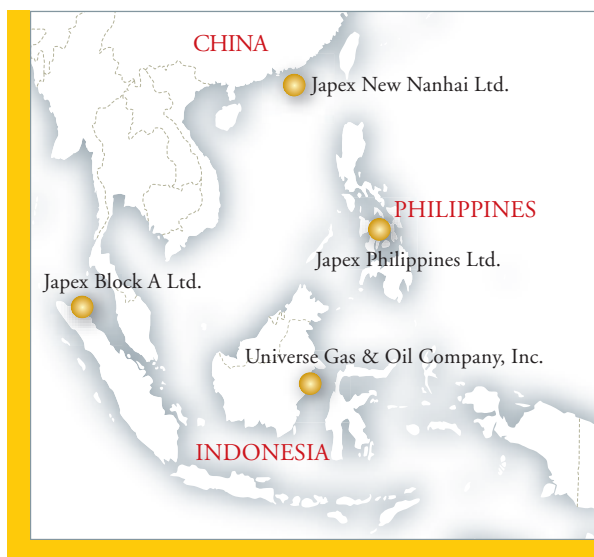 CHINA
Japex New Nanhai Ltd.
PHILIPPINES
Japex Philippines Ltd.
Japex Block A Ltd.
Universe Gas & Oil Company, Inc.
INDONESIA